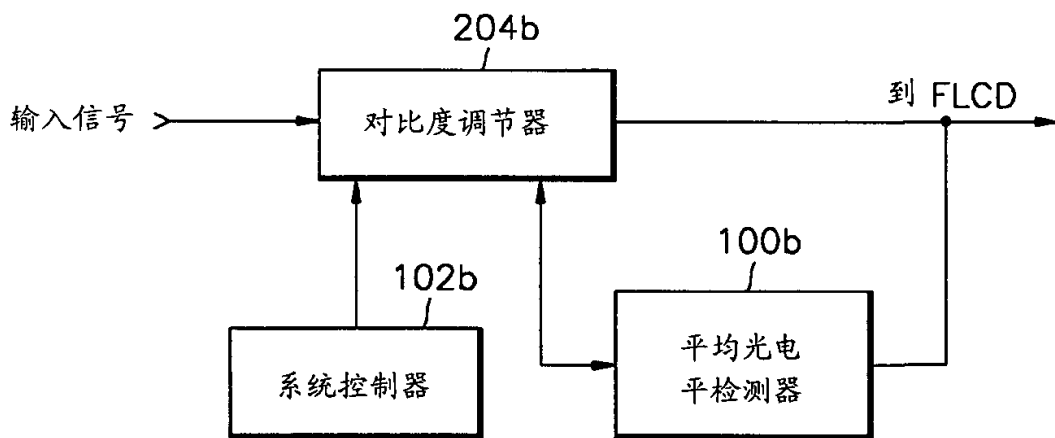 204b
输入信号
对比度调节器
到 FLCD
102b
100b
系统控制器
平均光电
平检测器